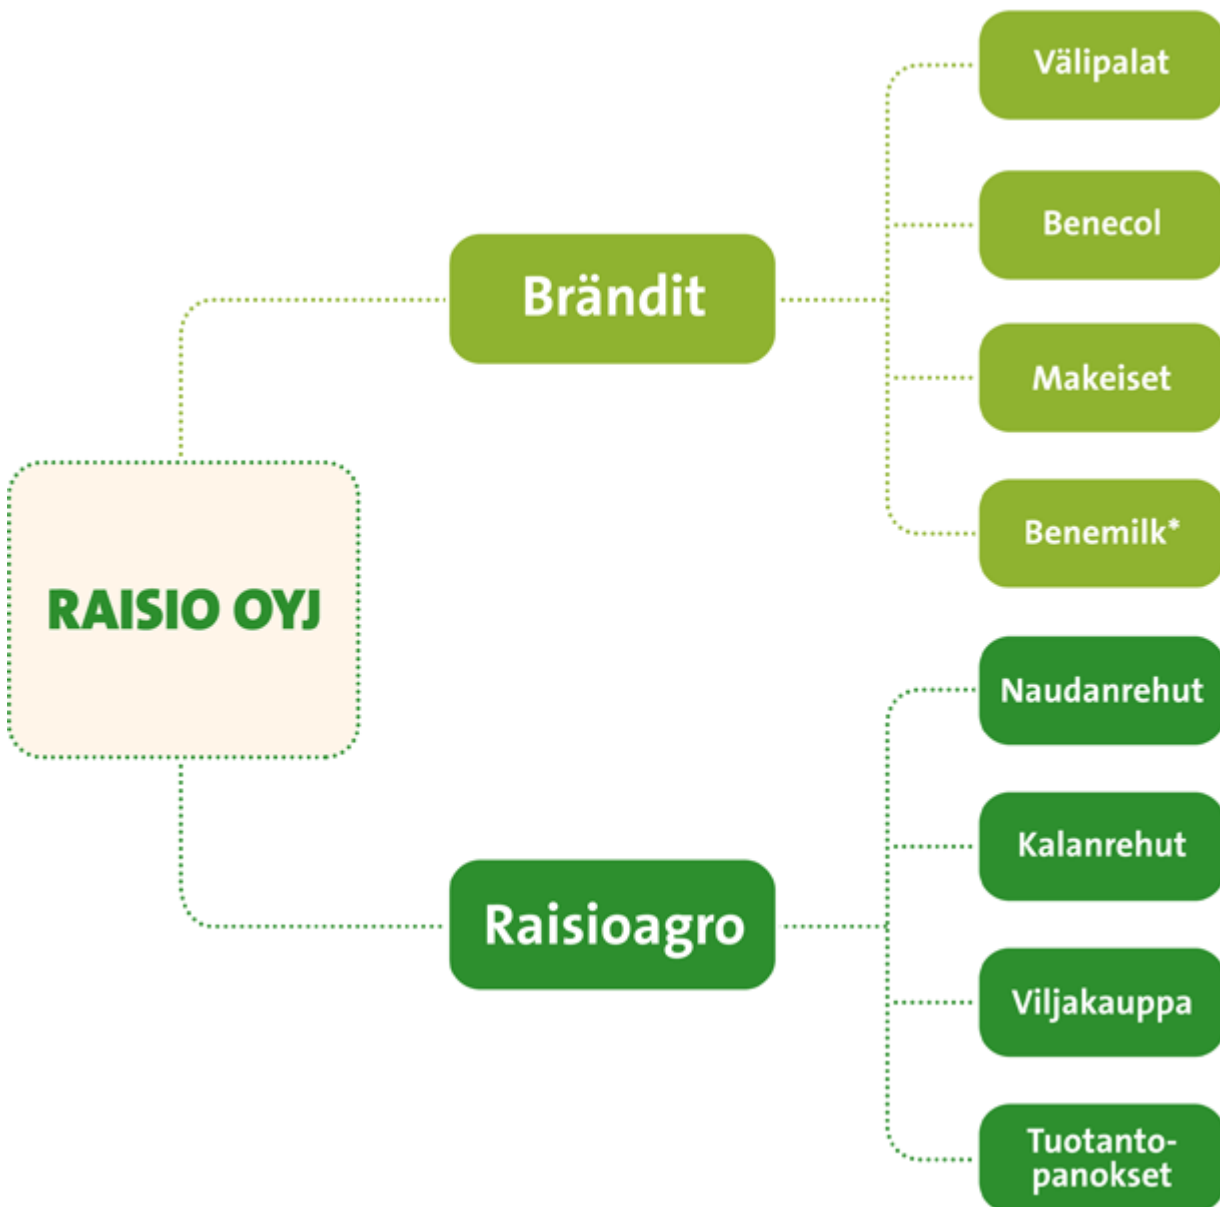 RAISIO OYJ
Brändit
Välipalat
Benecol
Makeiset
Benemilk*
Raisioagro
Naudanrehut
Kalanrehut
Viljakauppa
Tuotanto-
panokset